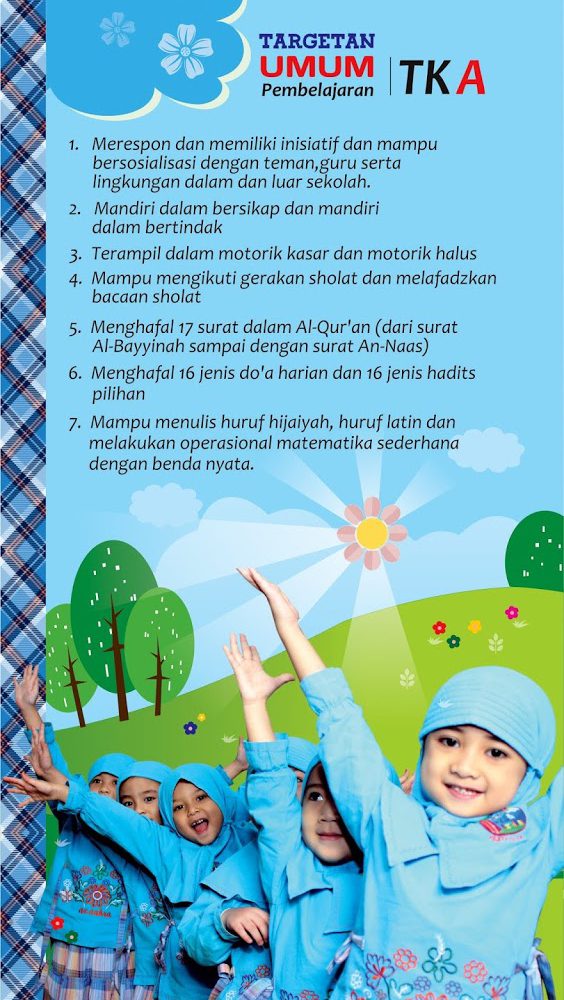 TARGETAN
UMUM
Pembelajaran
TK A
1. Merespon dan memiliki inisiatif dan mampu
bersosialisasi dengan teman,guru serta
lingkungan dalam dan luar sekolah.
2. Mandiri dalam bersikap dan mandiri
dalam bertindak
3. Terampil dalam motorik kasar dan motorik halus
4. Mampu mengikuti gerakan sholat dan melafadzkan
bacaan sholat
5. Menghafal 17 surat dalam Al-Qur'an (dari surat
Al-Bayyinah sampai dengan surat An-Naas)
6. Menghafal 16 jenis do'a harian dan 16 jenis hadits
pilihan
7. Mampu menulis huruf hijaiyah, huruf latin dan
melakukan operasional matematika sederhana
dengan benda nyata.